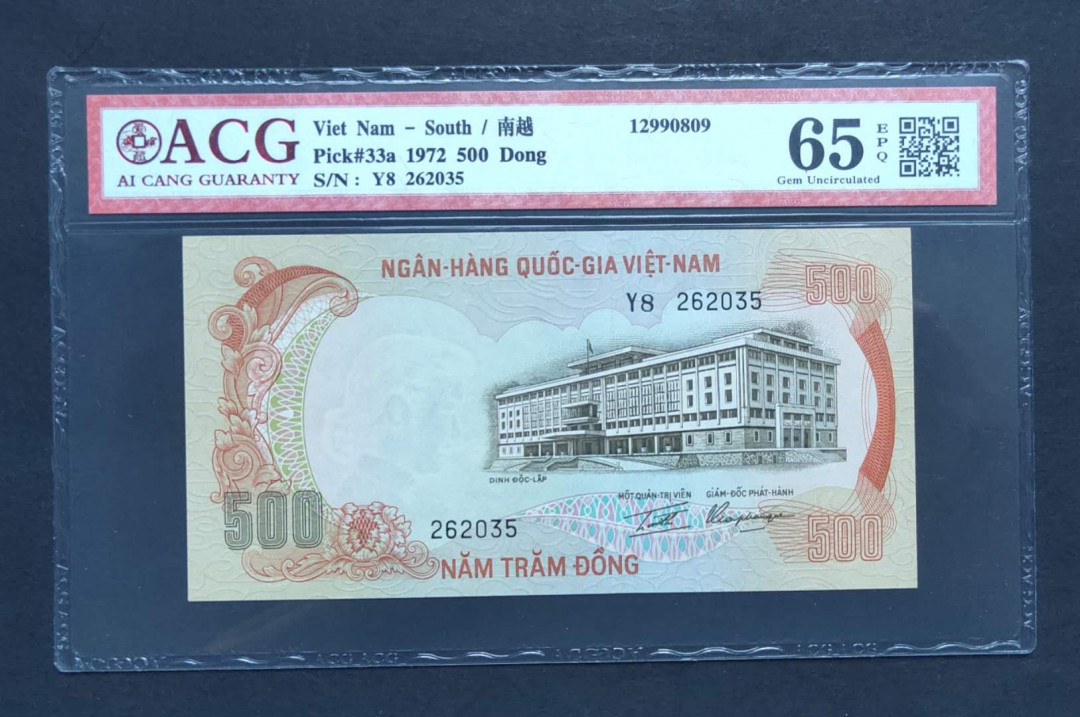 ACG
AI CANG GUARANTY
Viet Nam - South / 南越
Pick#33a 1972 500 Dong
S/N : Y8 262035
12990809
65
EPQ
Gem Uncirculated
NGÂN-HÀNG QUỐC-GIA VIỆT-NAM
500
Y8 262035
DINH ĐỘC-LẬP
MỘT QUẢN-TRỊ VIÊN GIÁM-ĐỐC PHÁT-HÀNH
500
262035
500
NĂM TRĂM ĐỒNG